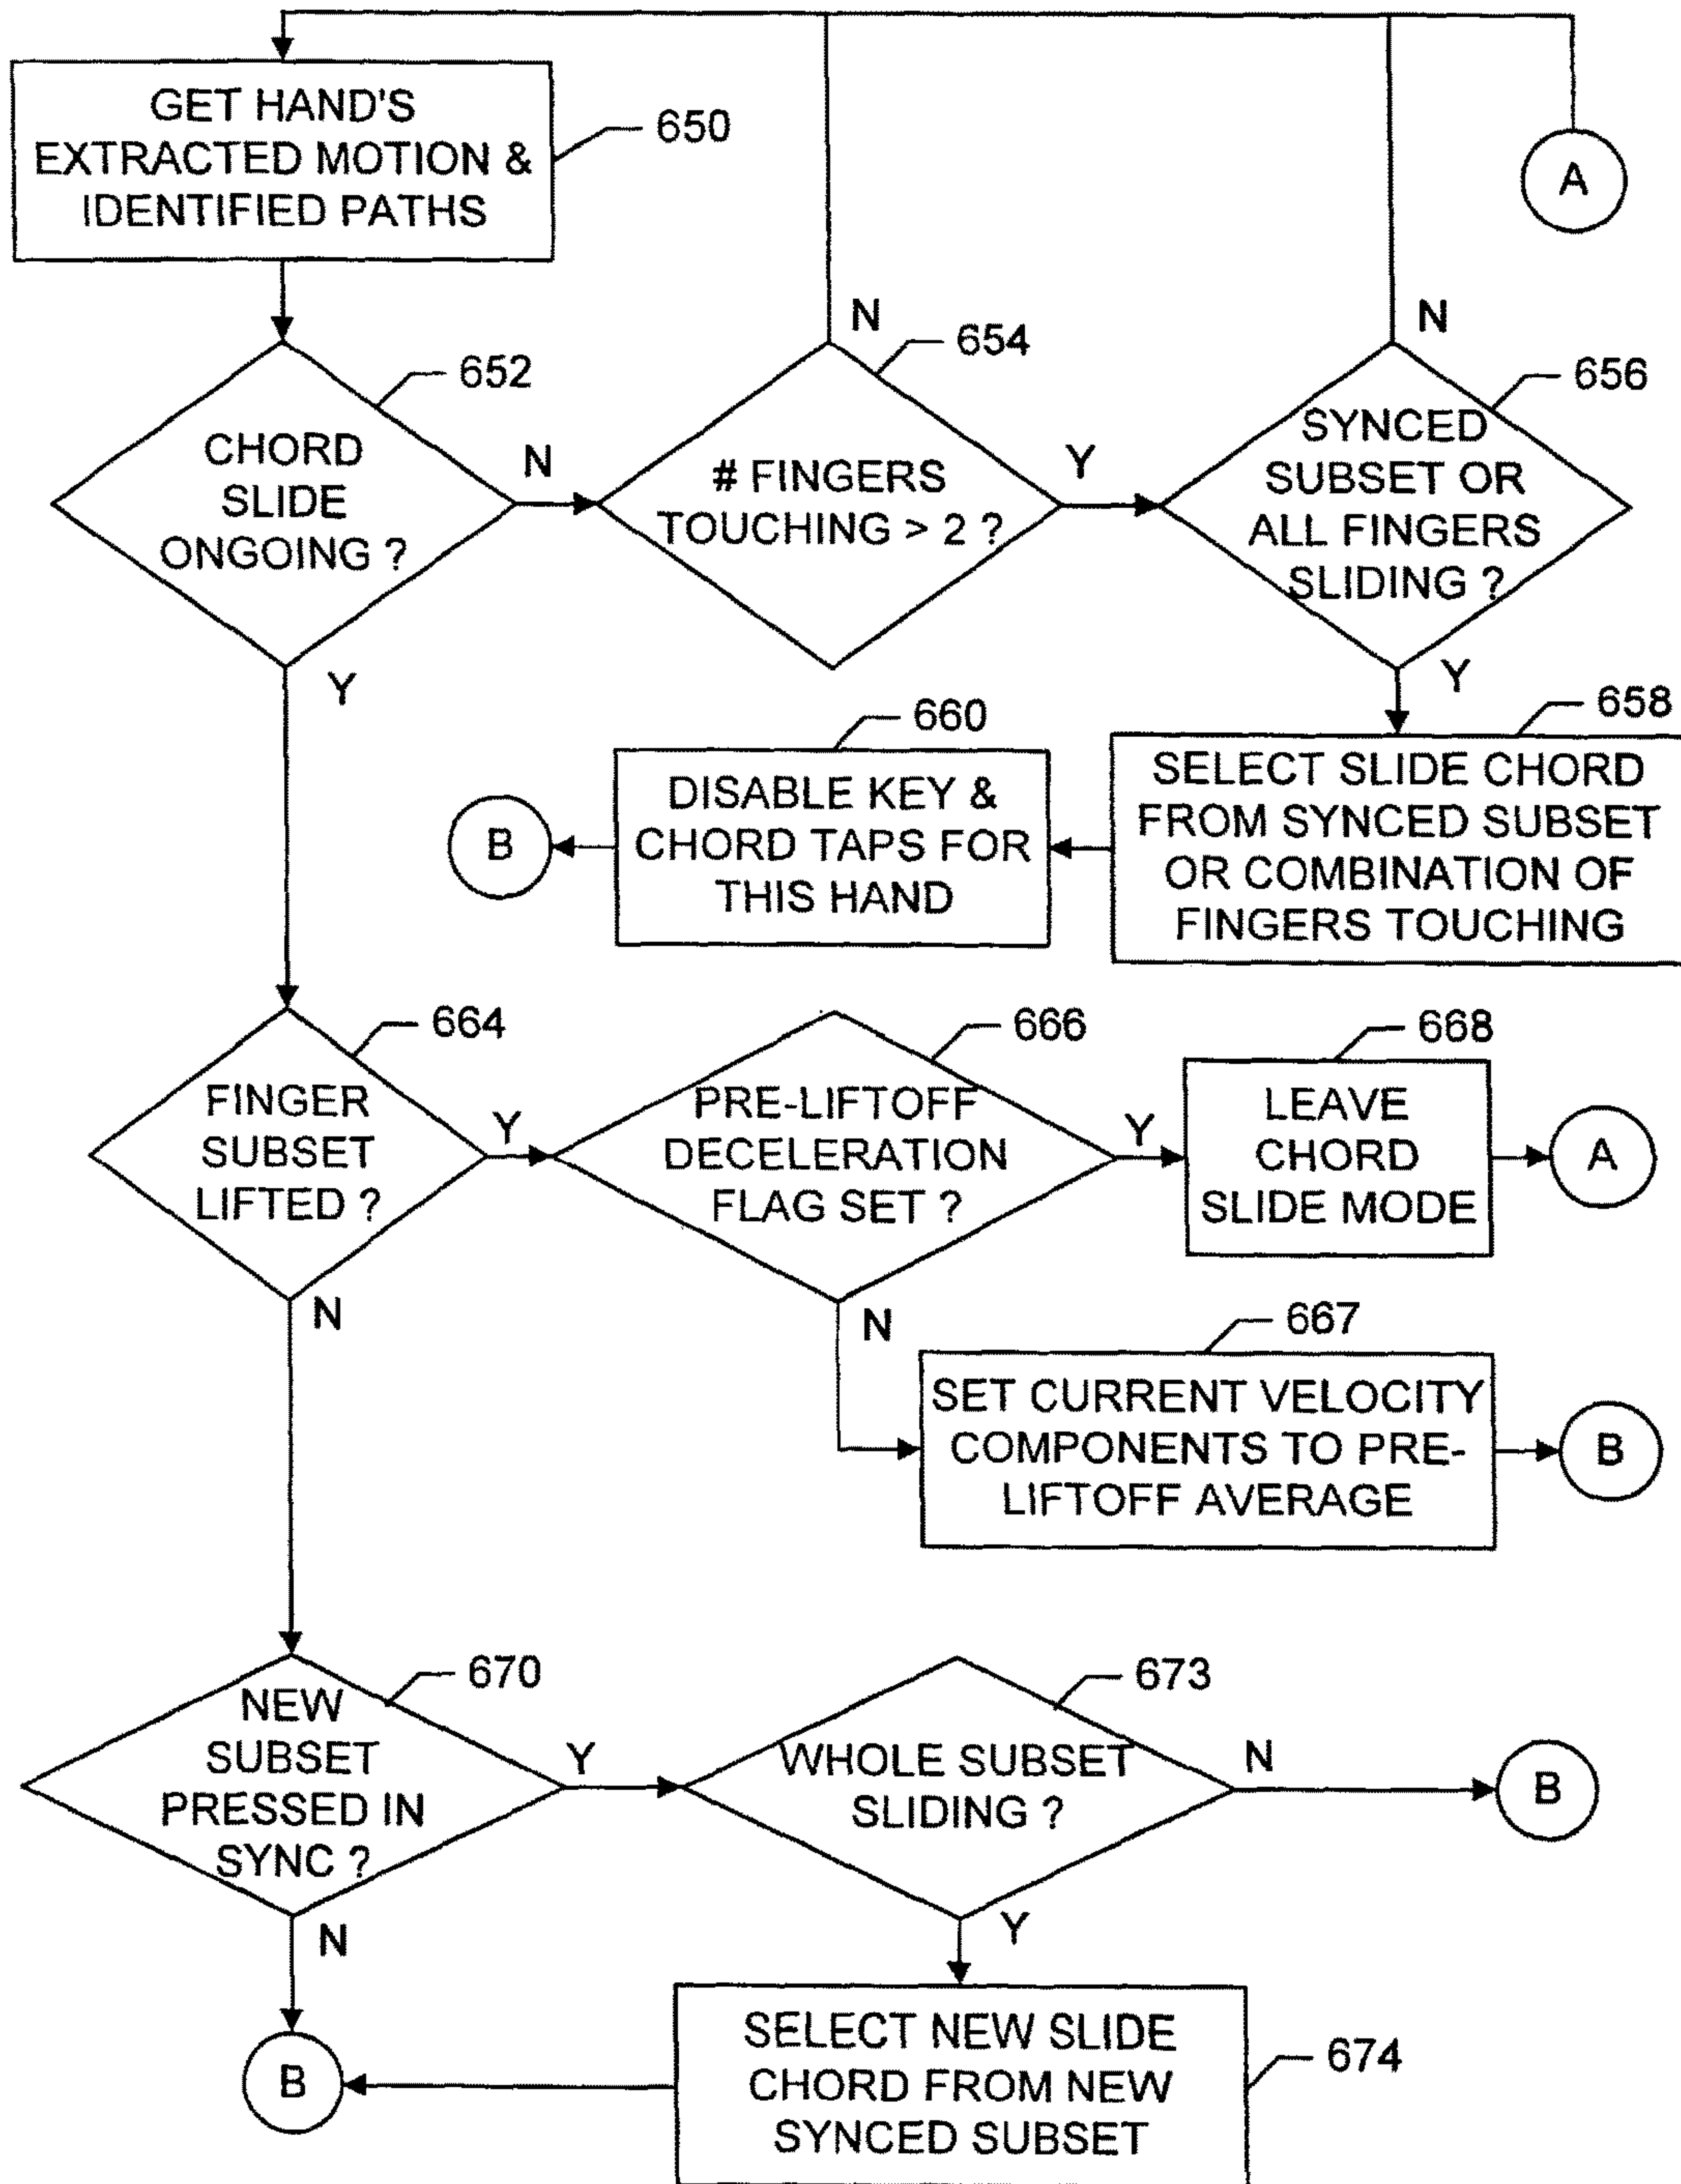 GET HAND'S
EXTRACTED MOTION &
IDENTIFIED PATHS
650
A
652
CHORD
SLIDE
ONGOING ?
N
Y
654
N
# FINGERS
TOUCHING > 2 ?
Y
656
N
SYNCED
SUBSET OR
ALL FINGERS
SLIDING ?
Y
658
SELECT SLIDE CHORD
FROM SYNCED SUBSET
OR COMBINATION OF
FINGERS TOUCHING
660
DISABLE KEY &
CHORD TAPS FOR
THIS HAND
B
664
FINGER
SUBSET
LIFTED ?
Y
N
666
PRE-LIFTOFF
DECELERATION
FLAG SET ?
Y
N
668
LEAVE
CHORD
SLIDE MODE
A
667
SET CURRENT VELOCITY
COMPONENTS TO PRE-
LIFTOFF AVERAGE
B
670
NEW
SUBSET
PRESSED IN
SYNC ?
Y
N
673
WHOLE SUBSET
SLIDING ?
N
B
Y
674
SELECT NEW SLIDE
CHORD FROM NEW
SYNCED SUBSET
B